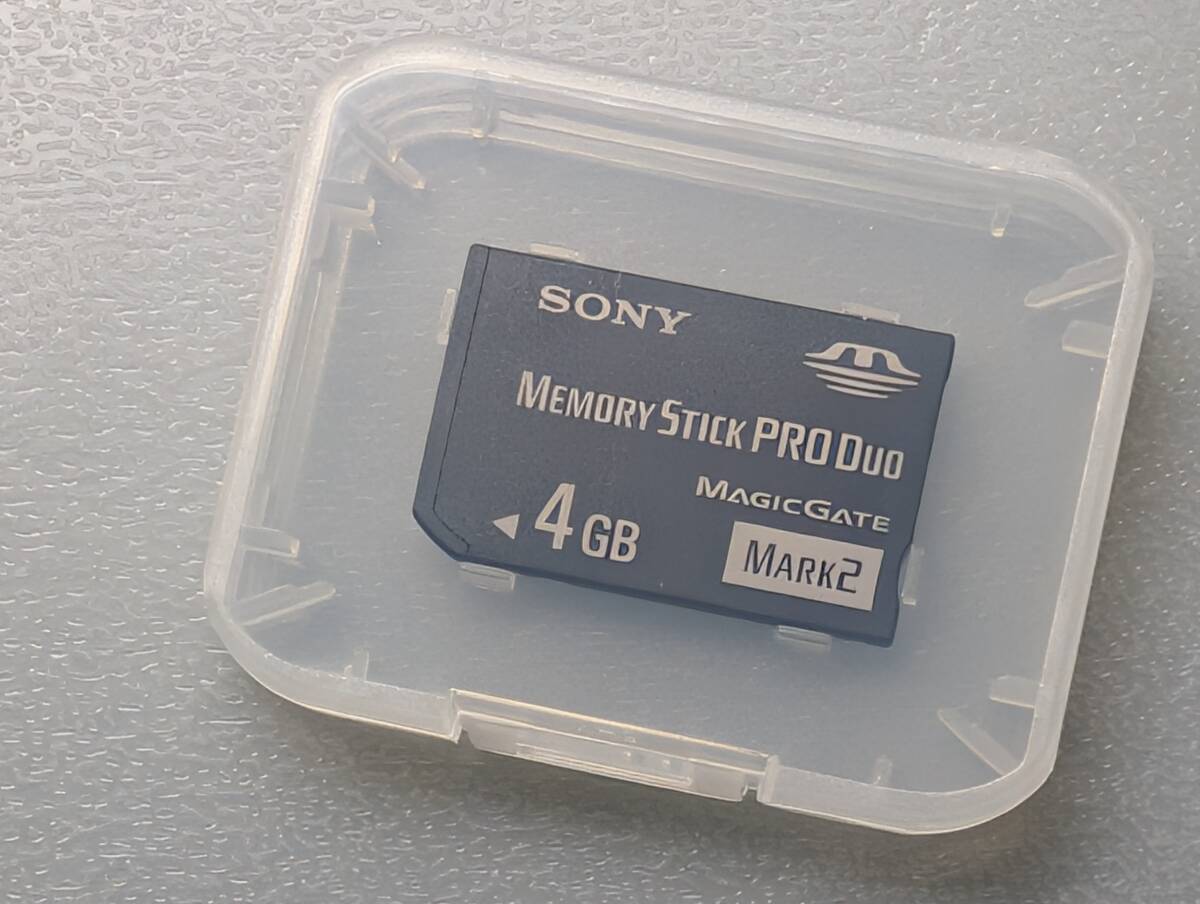 SONY
MEMORY STICK PRO DUO
MAGICGATE
4 GB
MARK2